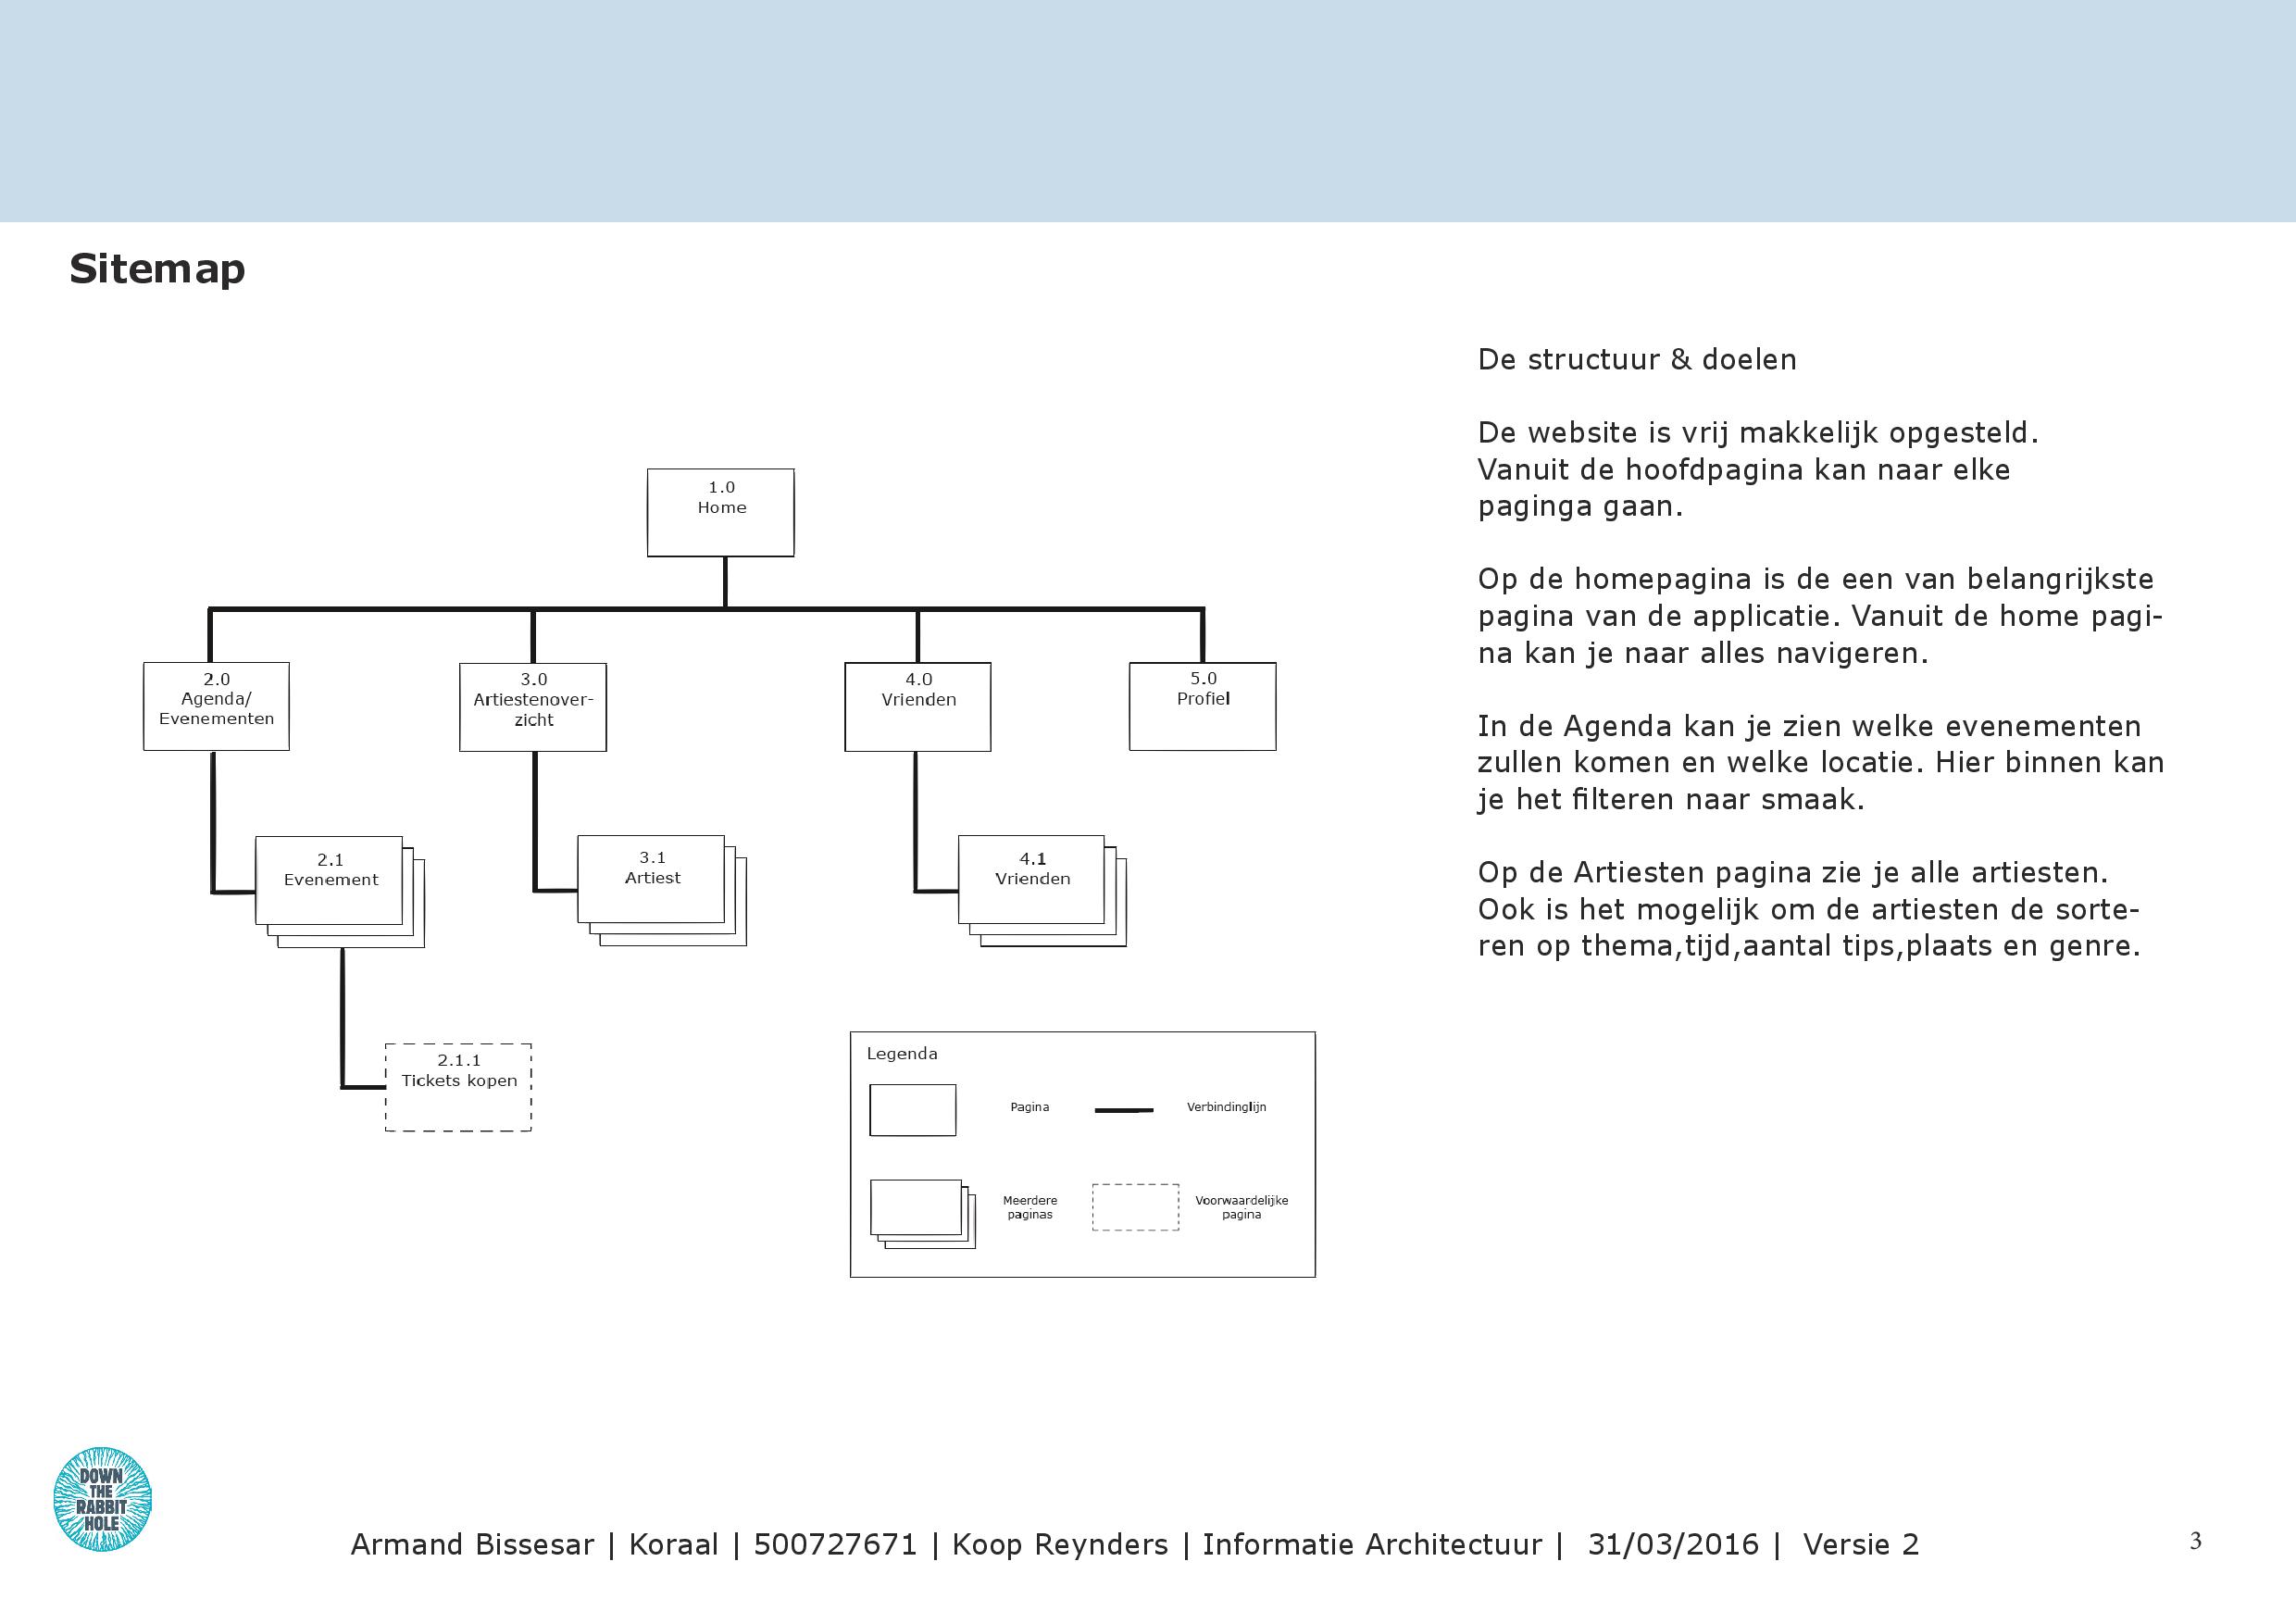 Sitemap
1.0
Home
2.0
Agenda/
Evenementen
3.0
Artiestenover-
zicht
4.0
Vrienden
5.0
Profiel
2.1
Evenement
3.1
Artiest
4.1
Vrienden
2.1.1
Tickets kopen
Legenda
Pagina
Verbindinglijn
Meerdere
paginas
Voorwaardelijke
pagina
De structuur & doelen
De website is vrij makkelijk opgesteld.
Vanuit de hoofdpagina kan naar elke
paginga gaan.
Op de homepagina is de een van belangrijkste
pagina van de applicatie. Vanuit de home pagi-
na kan je naar alles navigeren.
In de Agenda kan je zien welke evenementen
zullen komen en welke locatie. Hier binnen kan
je het filteren naar smaak.
Op de Artiesten pagina zie je alle artiesten.
Ook is het mogelijk om de artiesten de sorte-
ren op thema,tijd,aantal tips,plaats en genre.
DOWN
THE
RABBIT
HOLE
Armand Bissesar | Koraal | 500727671 | Koop Reynders | Informatie Architectuur |  31/03/2016 |  Versie 2
3